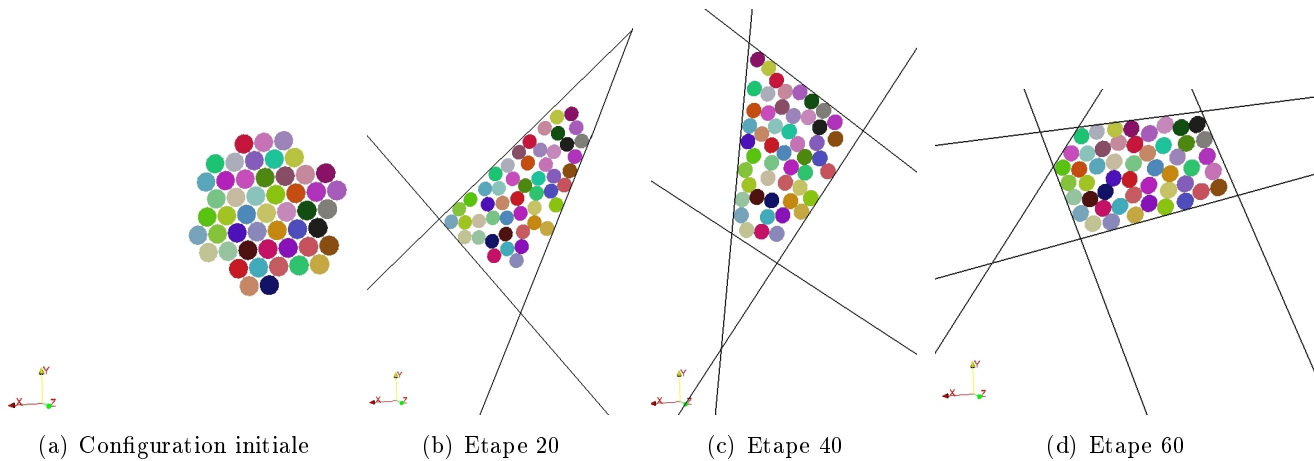 Y
X
Z
Y
X
Z
Y
X
Z
Y
X
Z
(a) Configuration initiale
(b) Etape 20
(c) Etape 40
(d) Etape 60